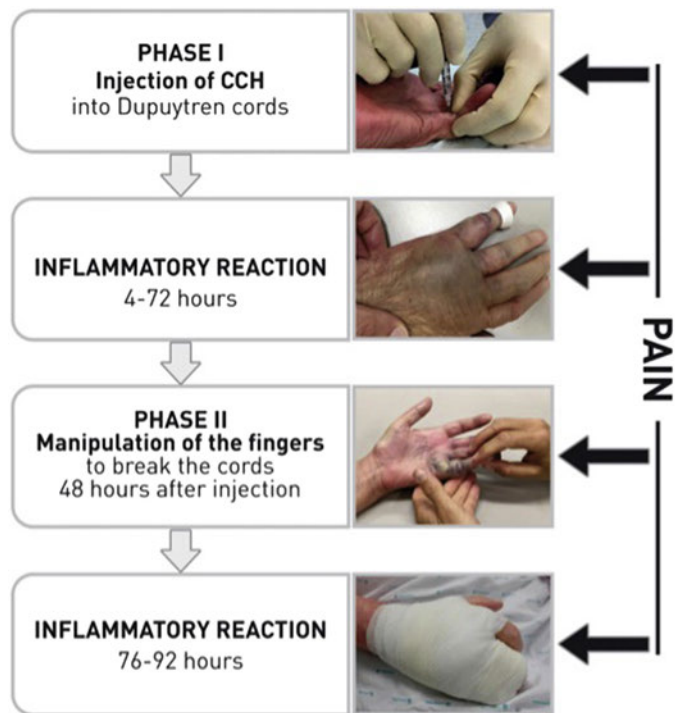 PHASE I
Injection of CCH
into Dupuytren cords
INFLAMMATORY REACTION
4-72 hours
PHASE II
Manipulation of the fingers
to break the cords
48 hours after injection
INFLAMMATORY REACTION
76-92 hours
PAIN